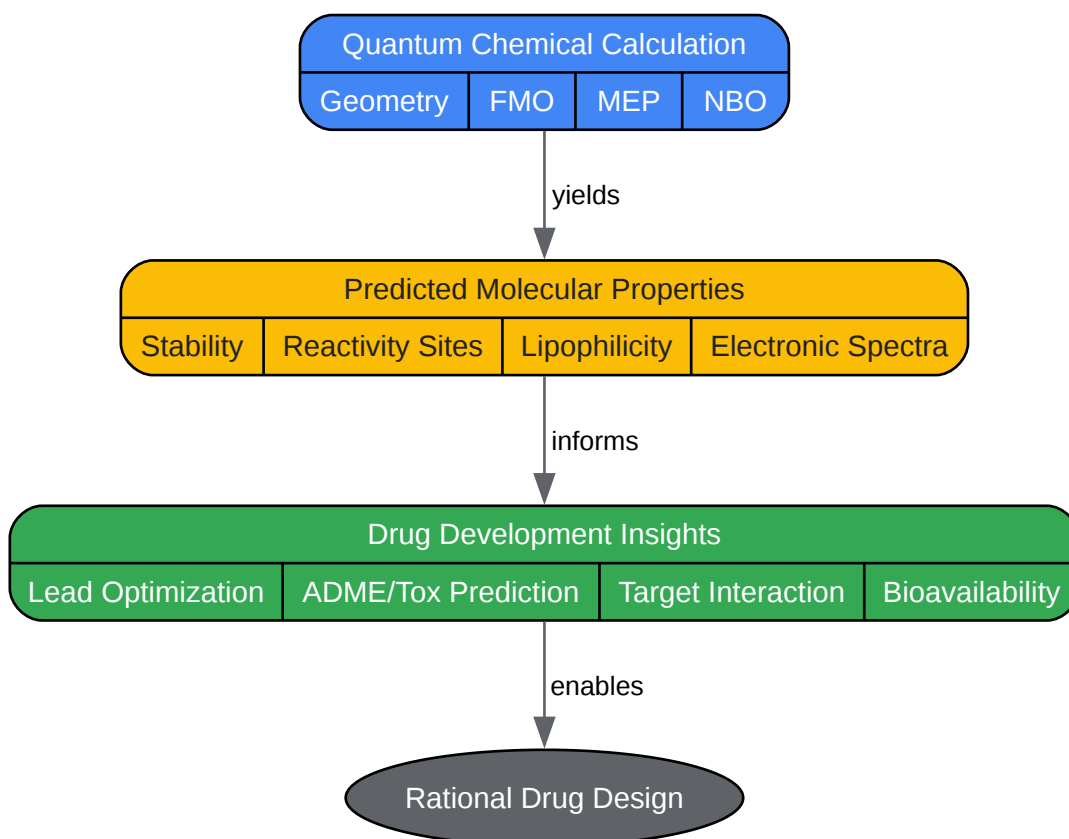 Quantum Chemical Calculation
Geometry FMO MEP NBO
yields
Predicted Molecular Properties
Stability Reactivity Sites Lipophilicity Electronic Spectra
informs
Drug Development Insights
Lead Optimization ADME/Tox Prediction Target Interaction Bioavailability
enables
Rational Drug Design